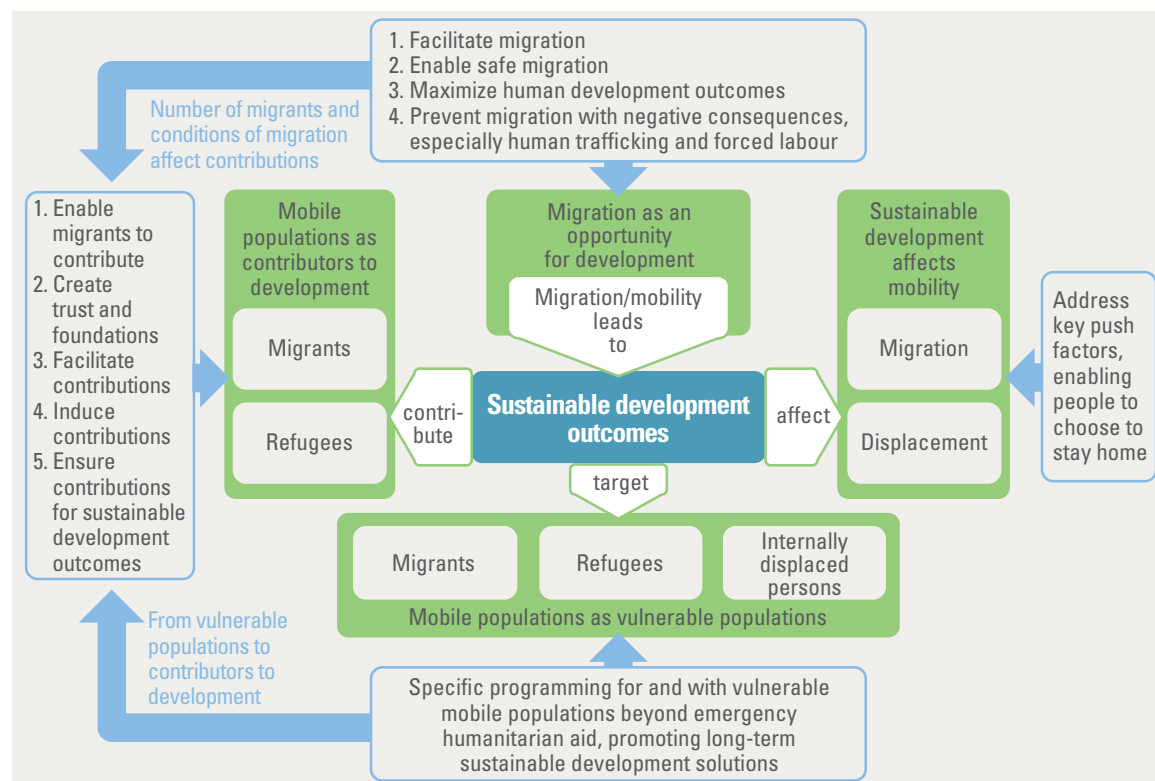 1. Facilitate migration
2. Enable safe migration
3. Maximize human development outcomes
4. Prevent migration with negative consequences,
especially human trafficking and forced labour
Number of migrants and
conditions of migration
affect contributions
1. Enable
migrants to
contribute
2. Create
trust and
foundations
3. Facilitate
contributions
4. Induce
contributions
5. Ensure
contributions
for sustainable
development
outcomes
Mobile
populations as
contributors to
development
Migrants
Refugees
Migration as an
opportunity
for development
Migration/mobility
leads
to
Sustainable
development
affects
mobility
Migration
Displacement
Address
key push
factors,
enabling
people to
choose to
stay home
contri-
bute
Sustainable development
outcomes
affect
target
Migrants
Refugees
Internally
displaced
persons
Mobile populations as vulnerable populations
From vulnerable
populations to
contributors to
development
Specific programming for and with vulnerable
mobile populations beyond emergency
humanitarian aid, promoting long-term
sustainable development solutions